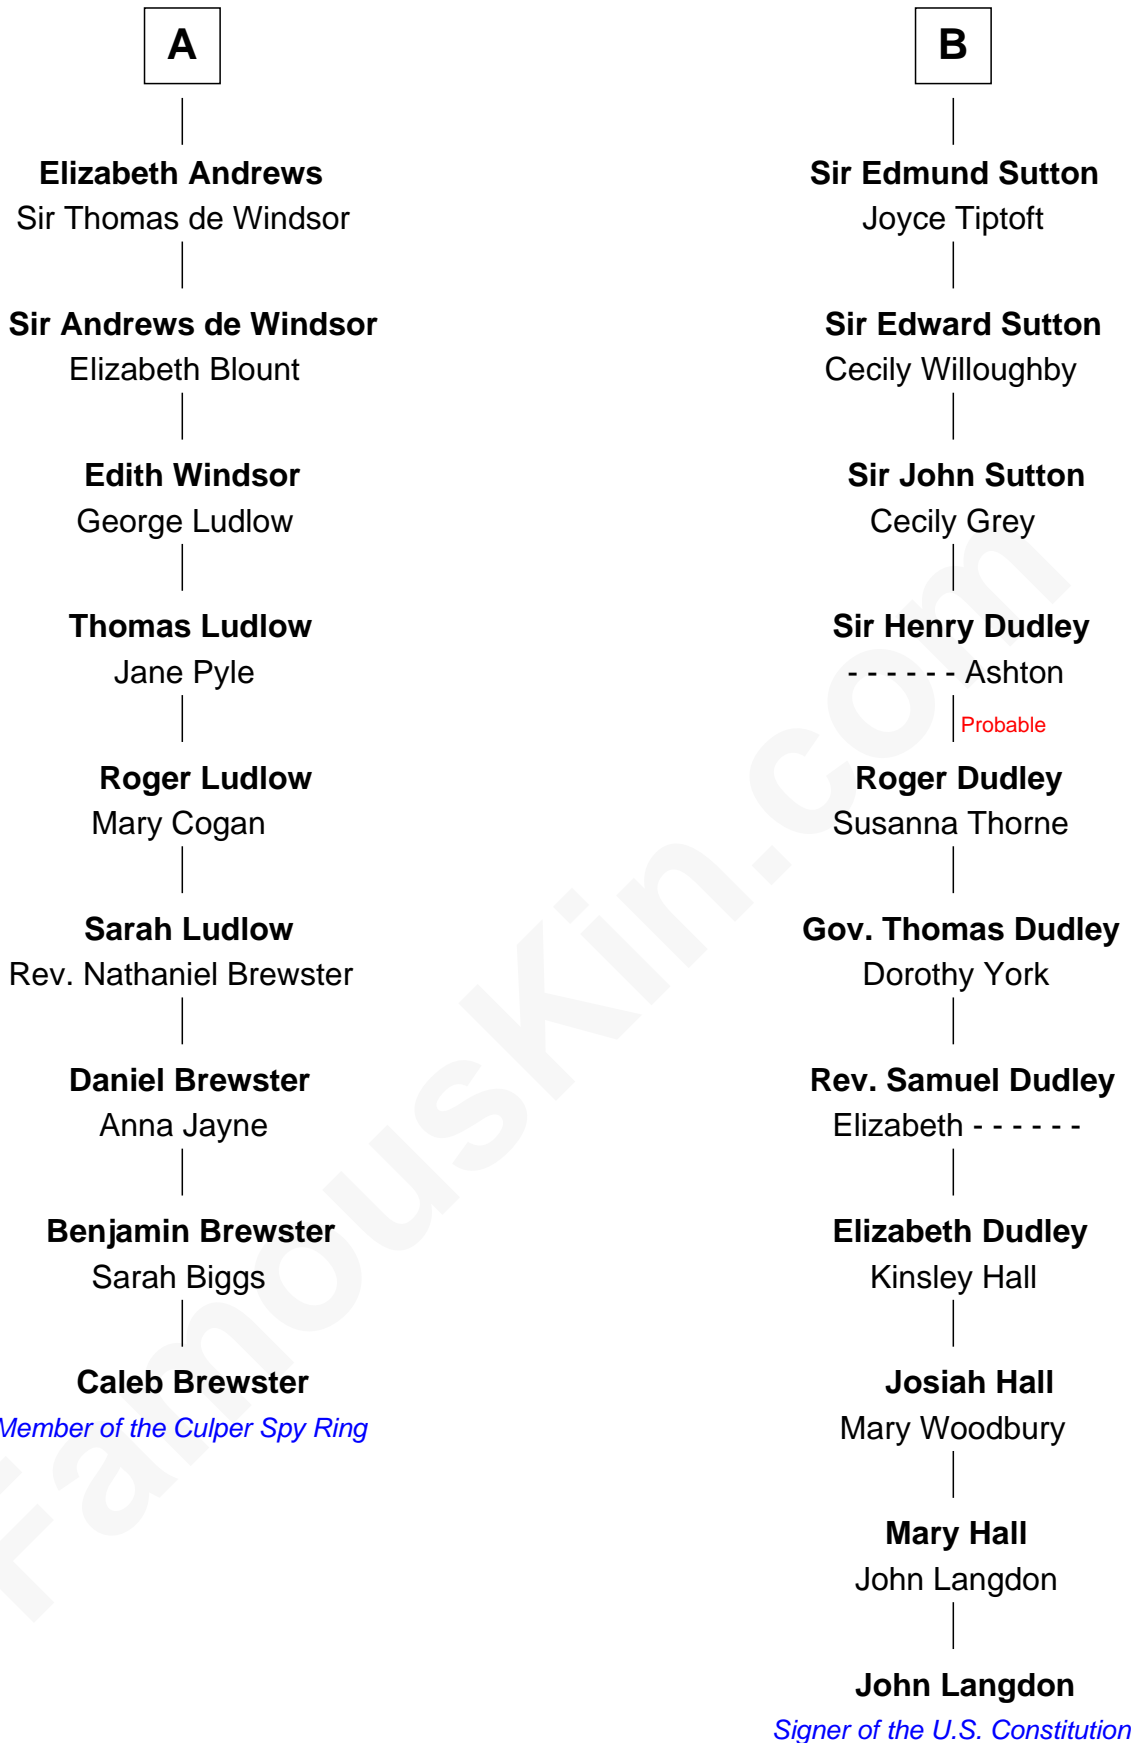 A
Elizabeth Andrews
Sir Thomas de Windsor
Sir Andrews de Windsor
Elizabeth Blount
Edith Windsor
George Ludlow
Thomas Ludlow
Jane Pyle
Roger Ludlow
Mary Cogan
Sarah Ludlow
Rev. Nathaniel Brewster
Daniel Brewster
Anna Jayne
Benjamin Brewster
Sarah Biggs
Caleb Brewster
Member of the Culper Spy Ring
B
Sir Edmund Sutton
Joyce Tiptoft
Sir Edward Sutton
Cecily Willoughby
Sir John Sutton
Cecily Grey
Sir Henry Dudley
- - - - - - Ashton
Probable
Roger Dudley
Susanna Thorne
Gov. Thomas Dudley
Dorothy York
Rev. Samuel Dudley
Elizabeth - - - - - -
Elizabeth Dudley
Kinsley Hall
Josiah Hall
Mary Woodbury
Mary Hall
John Langdon
John Langdon
Signer of the U.S. Constitution
FamousKin.com